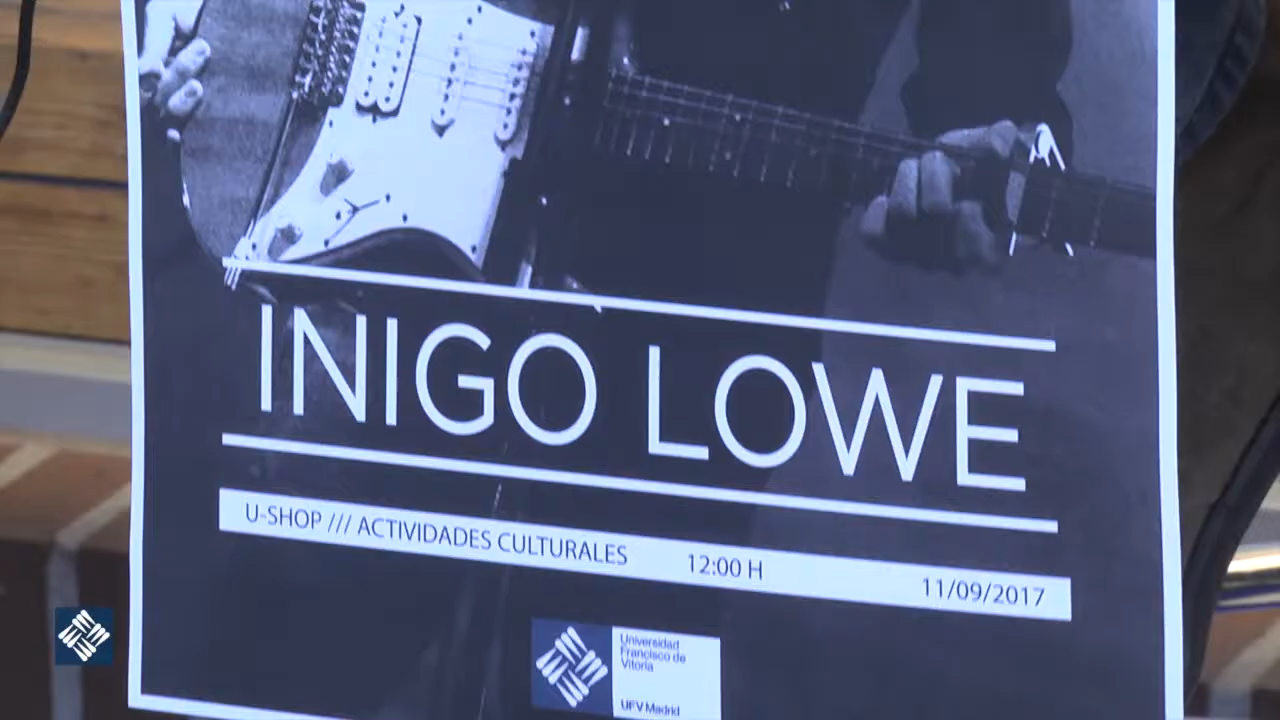 INIGO LOWE
U-SHOP /// ACTIVIDADES CULTURALES 12:00 H 11/09/2017
Universidad
Francisco de
Vitoria
UFV Madrid